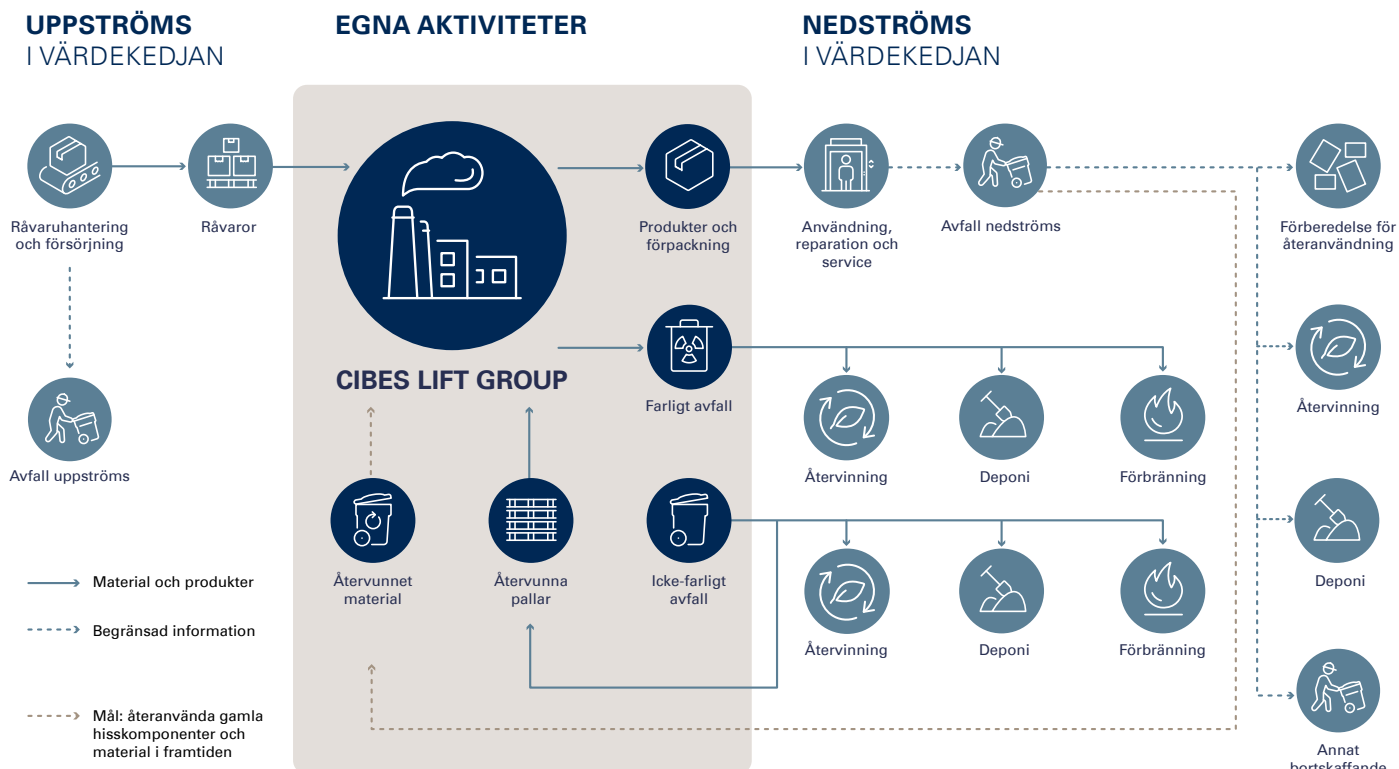 UPPSTRÖMS
I VÄRDEKEDJAN
EGNA AKTIVITETER
NEDSTRÖMS
I VÄRDEKEDJAN
Råvaruhantering
och försörjning
Råvaror
Produkter och
förpackning
Användning,
reparation och
service
Avfall nedströms
Förberedelse för
återanvändning
CIBES LIFT GROUP
Farligt avfall
Återvinning
Avfall uppströms
Återvinning
Deponi
Förbränning
Återvunnet
material
Återvunna
pallar
Icke-farligt
avfall
Deponi
Återvinning
Deponi
Förbränning
Material och produkter
Begränsad information
Mål: återanvända gamla
hisskomponenter och
material i framtiden
Annat
bortskaffande